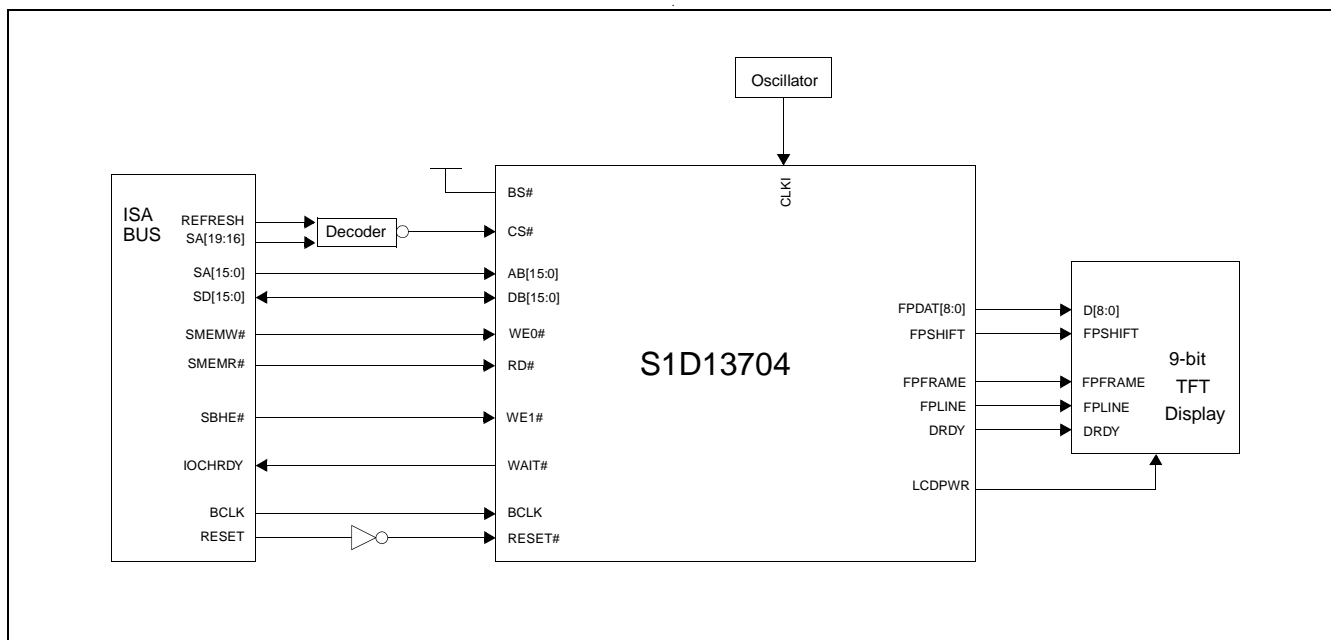 Oscillator
CLKI
ISA
BUS
REFRESH
SA[19:16]
SA[15:0]
SD[15:0]
SMEMW#
SMEMR#
SBHE#
IOCHRDY
BCLK
RESET
Decoder
BS#
CS#
AB[15:0]
DB[15:0]
WE0#
RD#
WE1#
WAIT#
BCLK
RESET#
S1D13704
FPDAT[8:0]
FPSHIFT
FPFRAME
FPLINE
DRDY
LCDPWR
D[8:0]
FPSHIFT
FPFRAME
FPLINE
DRDY
9-bit
TFT
Display